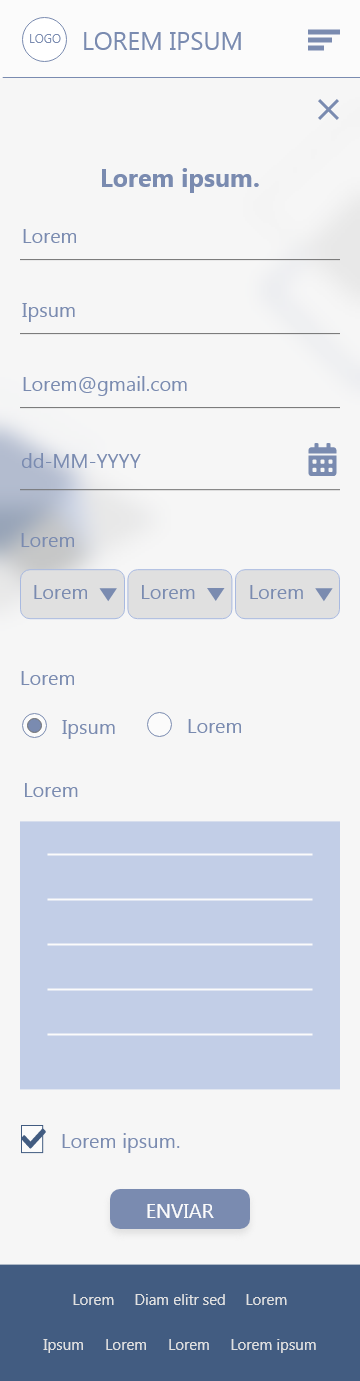 LOGO LOREM IPSUM
Lorem ipsum.
Lorem
Ipsum
Lorem@gmail.com
dd-MM-YYYY
Lorem
Lorem Lorem Lorem
Lorem
Ipsum Lorem
Lorem
Lorem ipsum.
ENVIAR
Lorem Diam elitr sed Lorem
Ipsum Lorem Lorem Lorem ipsum